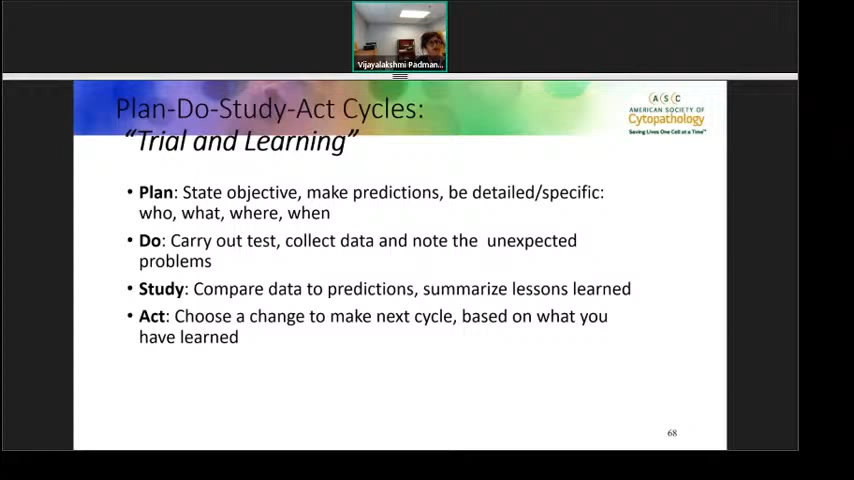 Vijayalakshmi Padman...
Plan-Do-Study-Act Cycles:
“Trial and Learning”
ASC
AMERICAN SOCIETY OF
Cytopathology
Saving Lives One Cell at a Time™
• Plan: State objective, make predictions, be detailed/specific:
who, what, where, when
• Do: Carry out test, collect data and note the unexpected
problems
• Study: Compare data to predictions, summarize lessons learned
• Act: Choose a change to make next cycle, based on what you
have learned
68